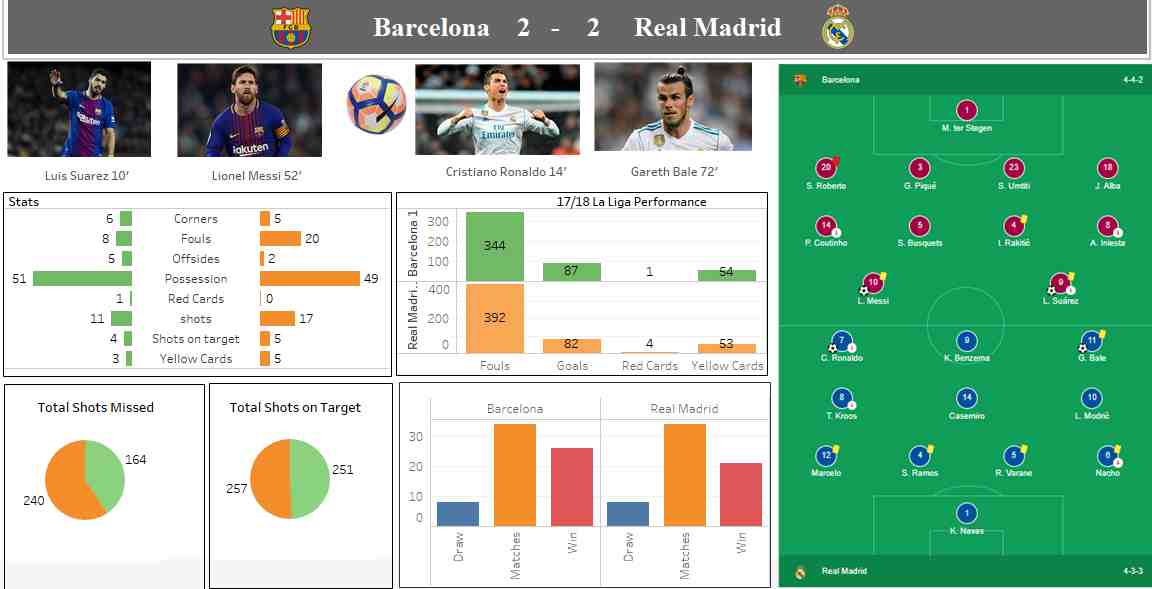 Barcelona 2 - 2 Real Madrid
Luis Suarez 10’
Lionel Messi 52’
Cristiano Ronaldo 14’
Gareth Bale 72’
rakuten
Fly
Emirates
Stats
6 Corners 5
8 Fouls 20
5 Offsides 2
51 Possession 49
1 Red Cards 0
11 shots 17
4 Shots on target 5
3 Yellow Cards 5
17/18 La Liga Performance
Barcelona 1
300
200
100
344
87
1
54
Real Madri..
400
200
0
392
82
4
53
Fouls Goals Red Cards Yellow Cards
Total Shots Missed
164
240
Total Shots on Target
251
257
Barcelona Real Madrid
30
20
10
0
Draw
Matches
Win
Draw
Matches
Win
Barcelona 4-4-2
1
M. ter Stegen
20 3 23 18
S. Roberto G. Piqué S. Umtiti J. Alba
14 5 4 8
P. Coutinho S. Busquets I. Rakitić A. Iniesta
10 9
L. Messi L. Suárez
7 9 11
C. Ronaldo K. Benzema G. Bale
8 14 10
T. Kroos Casemiro L. Modrić
12 4 5 6
Marcelo S. Ramos R. Varane Nacho
1
K. Navas
Real Madrid 4-3-3